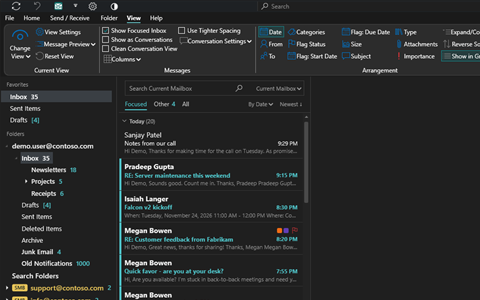 Search
File Home Send / Receive Folder View Help
Change View
View Settings
Message Preview
Reset View
Current View
Show Focused Inbox
Show as Conversations
Clean Conversation View
Columns
Use Tighter Spacing
Conversation Settings
Messages
Date Categories Flag: Due Date Type Expand/Co
From Flag Status Size Attachments Reverse So
To Flag: Start Date Subject Importance Show in G
Arrangement
Favorites
Inbox 35
Sent Items
Drafts [4]
Folders
demo.user@contoso.com
Inbox 35
Newsletters 18
Projects 5
Receipts 6
Drafts [4]
Sent Items
Deleted Items
Archive
Junk Email 4
Old Notifications 1000
Search Folders
SMB support@contoso.com
SMB info@contoso.com
Search Current Mailbox Current Mailbox
Focused Other 4 All By Date Newest ↓
Today (20)
Sanjay Patel
Notes from our call 9:29 PM
Hi Demo, Thanks for making time for the call on Tuesday. As promise...
Pradeep Gupta
RE: Server maintenance this weekend 9:15 PM
Hi Demo, Sounds good. Count me in. Thanks, Pradeep Pradeep Gupt...
Isaiah Langer
Falcon v2 kickoff 8:30 PM
When: Tuesday, November 24, 2026 11:00 AM - 12:00 PM Where: Co...
Megan Bowen
RE: Customer feedback from Fabrikam 8:20 PM
Hi Demo, Great news, thanks for sharing! Thanks, Megan Megan Bow...
Megan Bowen
Quick favor - are you at your desk? 7:55 PM
Hi, Are you available? I'm stuck in back-to-back meetings and need y...
Megan Bowen